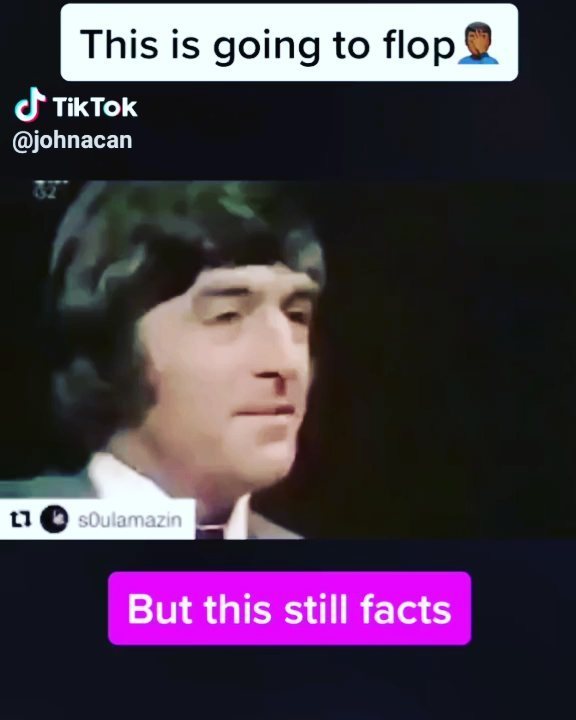 This is going to flop🤦🏾‍♂️
TikTok
@johnacan
s0ulamazin
But this still facts